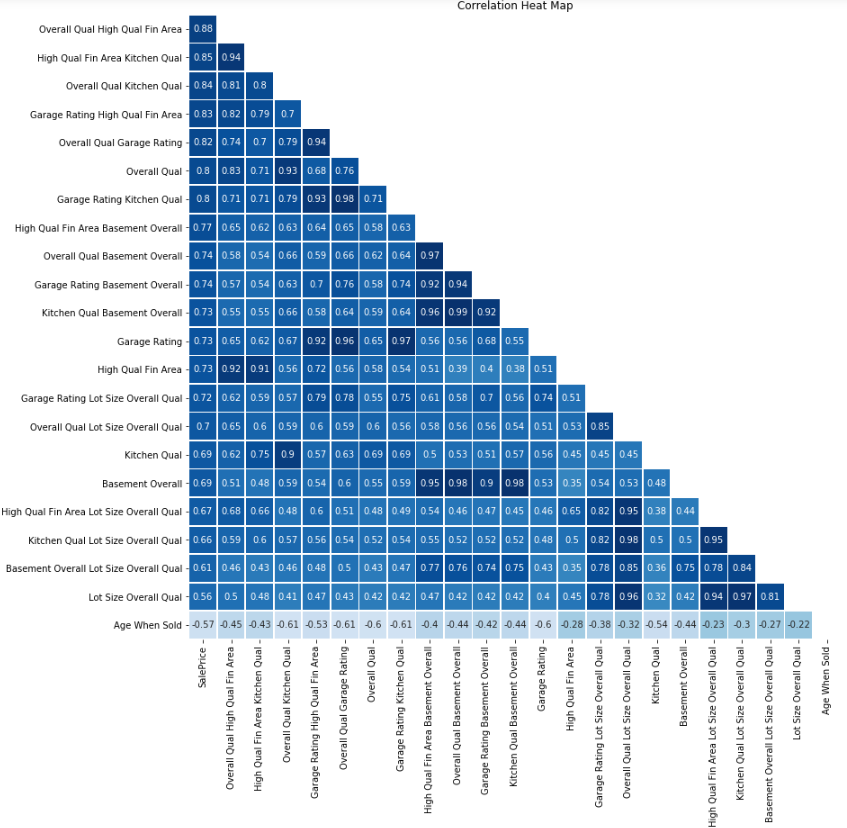 Correlation Heat Map
Overall Qual High Qual Fin Area 0.88
High Qual Fin Area Kitchen Qual 0.85 0.94
Overall Qual Kitchen Qual 0.84 0.81 0.8
Garage Rating High Qual Fin Area 0.83 0.82 0.79 0.7
Overall Qual Garage Rating 0.82 0.74 0.7 0.79 0.94
Overall Qual 0.8 0.83 0.71 0.93 0.68 0.76
Garage Rating Kitchen Qual 0.8 0.71 0.71 0.79 0.93 0.98 0.71
High Qual Fin Area Basement Overall 0.77 0.65 0.62 0.63 0.64 0.65 0.58 0.63
Overall Qual Basement Overall 0.74 0.58 0.54 0.66 0.59 0.66 0.62 0.64 0.97
Garage Rating Basement Overall 0.74 0.57 0.54 0.63 0.7 0.76 0.58 0.74 0.92 0.94
Kitchen Qual Basement Overall 0.73 0.55 0.55 0.66 0.58 0.64 0.59 0.64 0.96 0.99 0.92
Garage Rating 0.73 0.65 0.62 0.67 0.92 0.96 0.65 0.97 0.56 0.56 0.68 0.55
High Qual Fin Area 0.73 0.92 0.91 0.56 0.72 0.56 0.58 0.54 0.51 0.39 0.4 0.38 0.51
Garage Rating Lot Size Overall Qual 0.72 0.62 0.59 0.57 0.79 0.78 0.55 0.75 0.61 0.58 0.7 0.56 0.74 0.51
Overall Qual Lot Size Overall Qual 0.7 0.65 0.6 0.59 0.6 0.59 0.6 0.56 0.58 0.56 0.56 0.54 0.51 0.53 0.85
Kitchen Qual 0.69 0.62 0.75 0.9 0.57 0.63 0.69 0.69 0.5 0.53 0.51 0.57 0.56 0.45 0.45 0.45
Basement Overall 0.69 0.51 0.48 0.59 0.54 0.6 0.55 0.59 0.95 0.98 0.9 0.98 0.53 0.35 0.54 0.53 0.48
High Qual Fin Area Lot Size Overall Qual 0.67 0.68 0.66 0.48 0.6 0.51 0.48 0.49 0.54 0.46 0.47 0.45 0.46 0.65 0.82 0.95 0.38 0.44
Kitchen Qual Lot Size Overall Qual 0.66 0.59 0.6 0.57 0.56 0.54 0.52 0.54 0.55 0.52 0.52 0.52 0.48 0.5 0.82 0.98 0.5 0.5 0.95
Basement Overall Lot Size Overall Qual 0.61 0.46 0.43 0.46 0.48 0.5 0.43 0.47 0.77 0.76 0.74 0.75 0.43 0.35 0.78 0.85 0.36 0.75 0.78 0.84
Lot Size Overall Qual 0.56 0.5 0.48 0.41 0.47 0.43 0.42 0.42 0.47 0.42 0.42 0.42 0.4 0.45 0.78 0.96 0.32 0.42 0.94 0.97 0.81
Age When Sold -0.57 -0.45 -0.43 -0.61 -0.53 -0.61 -0.6 -0.61 -0.4 -0.44 -0.42 -0.44 -0.6 -0.28 -0.38 -0.32 -0.54 -0.44 -0.23 -0.3 -0.27 -0.22
SalePrice
Overall Qual High Qual Fin Area
High Qual Fin Area Kitchen Qual
Overall Qual Kitchen Qual
Garage Rating High Qual Fin Area
Overall Qual Garage Rating
Overall Qual
Garage Rating Kitchen Qual
High Qual Fin Area Basement Overall
Overall Qual Basement Overall
Garage Rating Basement Overall
Kitchen Qual Basement Overall
Garage Rating
High Qual Fin Area
Garage Rating Lot Size Overall Qual
Overall Qual Lot Size Overall Qual
Kitchen Qual
Basement Overall
High Qual Fin Area Lot Size Overall Qual
Kitchen Qual Lot Size Overall Qual
Basement Overall Lot Size Overall Qual
Lot Size Overall Qual
Age When Sold